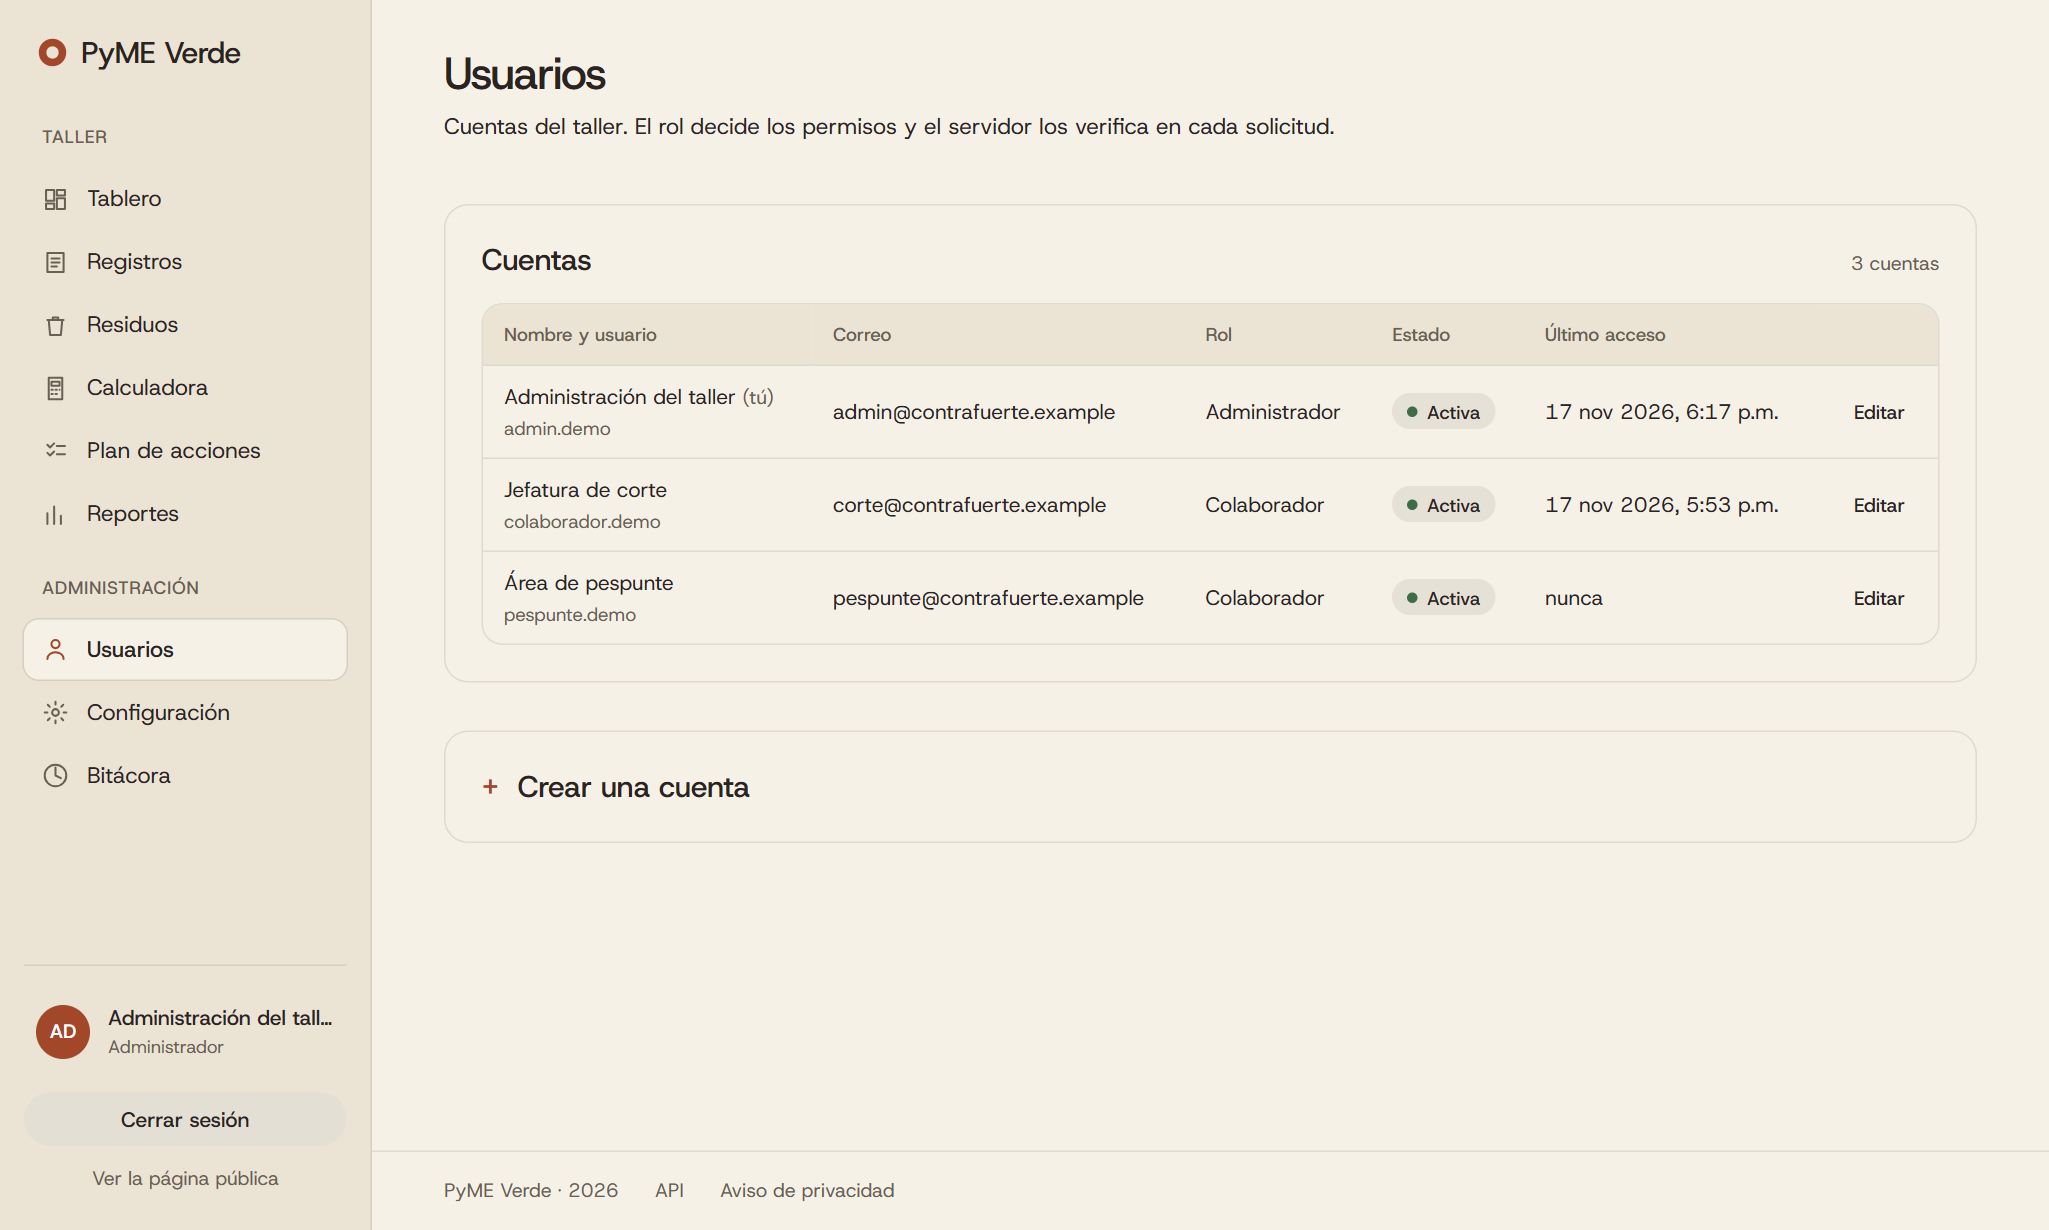 PyME Verde
TALLER
Tablero
Registros
Residuos
Calculadora
Plan de acciones
Reportes
ADMINISTRACIÓN
Usuarios
Configuración
Bitácora
AD
Administración del tall...
Administrador
Cerrar sesión
Ver la página pública
Usuarios
Cuentas del taller. El rol decide los permisos y el servidor los verifica en cada solicitud.
Cuentas
3 cuentas
Nombre y usuario Correo Rol Estado Último acceso
Administración del taller (tú)
admin.demo
admin@contrafuerte.example Administrador Activa 17 nov 2026, 6:17 p.m. Editar
Jefatura de corte
colaborador.demo
corte@contrafuerte.example Colaborador Activa 17 nov 2026, 5:53 p.m. Editar
Área de pespunte
pespunte.demo
pespunte@contrafuerte.example Colaborador Activa nunca Editar
+ Crear una cuenta
PyME Verde · 2026 API Aviso de privacidad